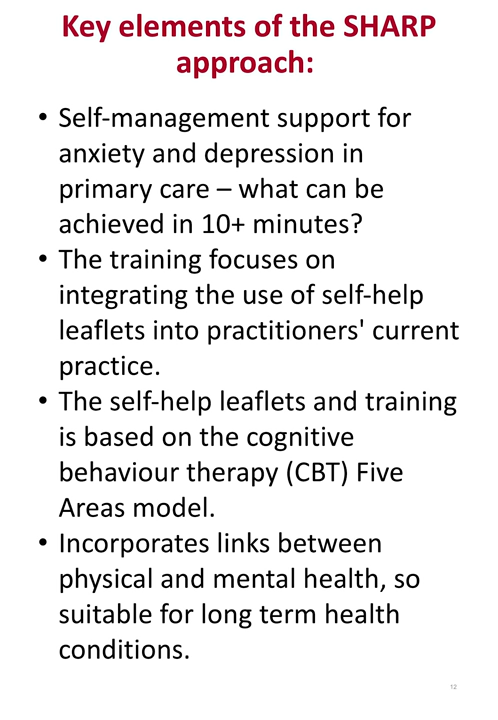 Key elements of the SHARP
approach:
• Self-management support for
anxiety and depression in
primary care – what can be
achieved in 10+ minutes?
• The training focuses on
integrating the use of self-help
leaflets into practitioners' current
practice.
• The self-help leaflets and training
is based on the cognitive
behaviour therapy (CBT) Five
Areas model.
• Incorporates links between
physical and mental health, so
suitable for long term health
conditions.
12